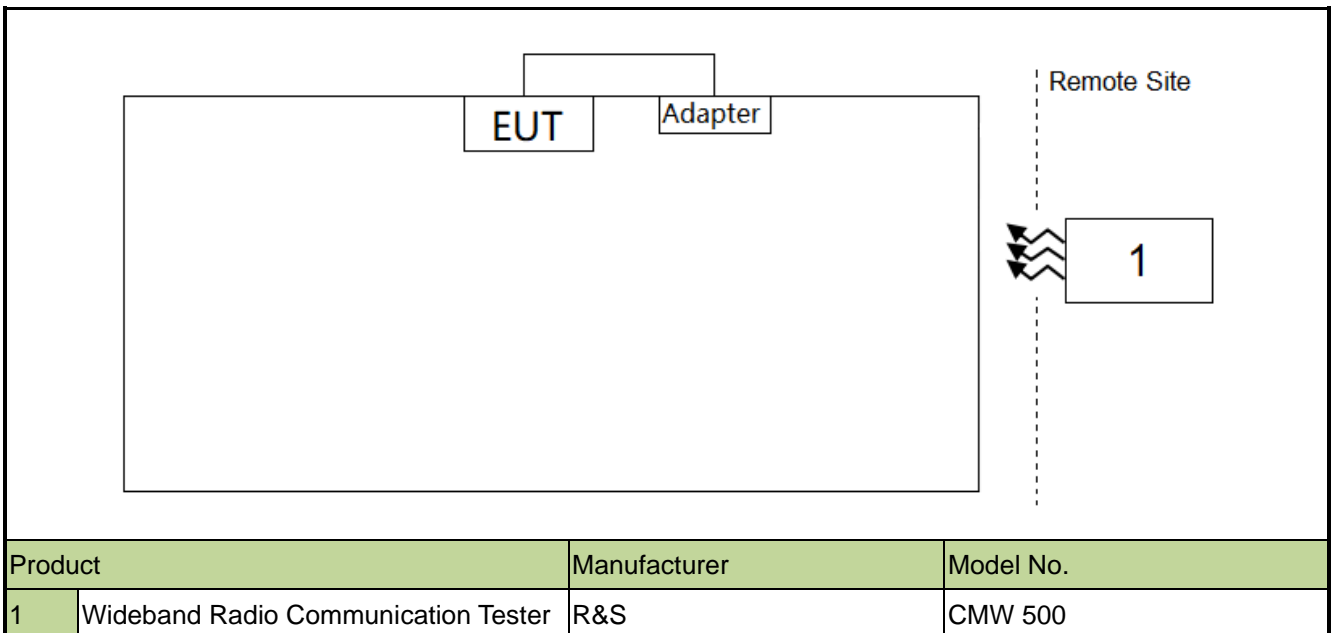 Remote Site
EUT
Adapter
1
Product Manufacturer Model No.
1 Wideband Radio Communication Tester R&S CMW 500